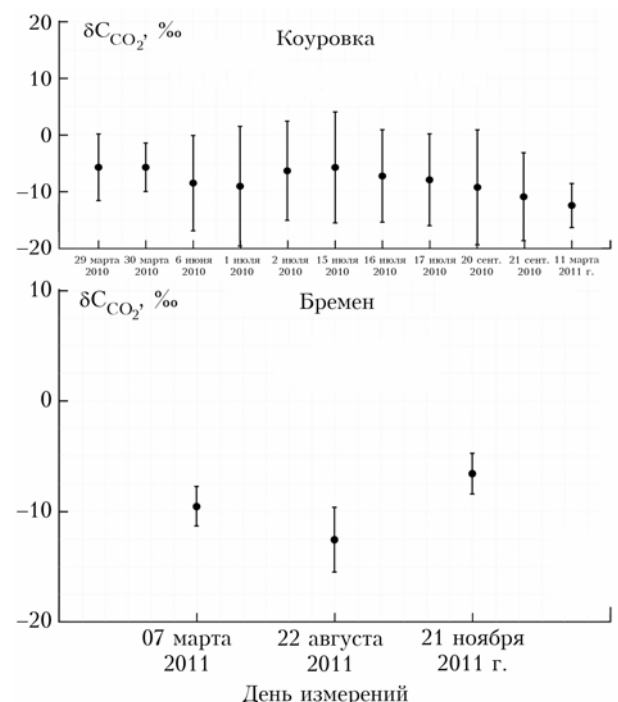 δC_CO₂, ‰
Коуровка
20
10
−0
−10
−20
29 марта 30 марта 6 июня 1 июля 2 июля 15 июля 16 июля 17 июля 20 сент. 21 сент. 11 марта
2010 2010 2010 2010 2010 2010 2010 2010 2010 2010 2011 г.
10
δC_CO₂, ‰
Бремен
0
−10
−20
07 марта 22 августа 21 ноября
2011 2011 2011 г.
День измерений